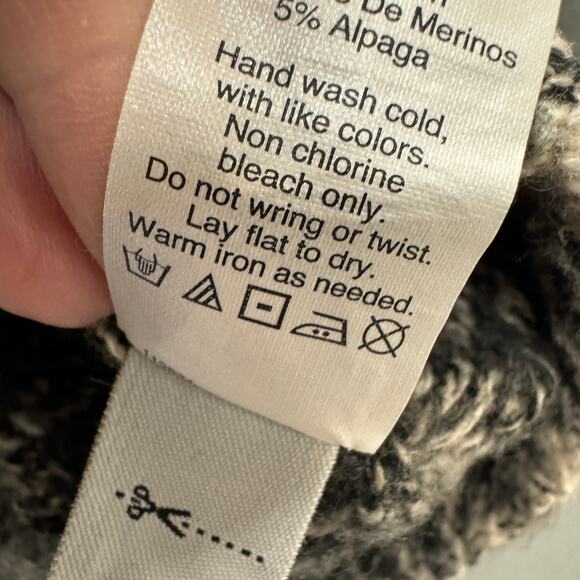 De Merinos
5% Alpaga
Hand wash cold,
with like colors.
Non chlorine
bleach only.
Do not wring or twist.
Lay flat to dry.
Warm iron as needed.